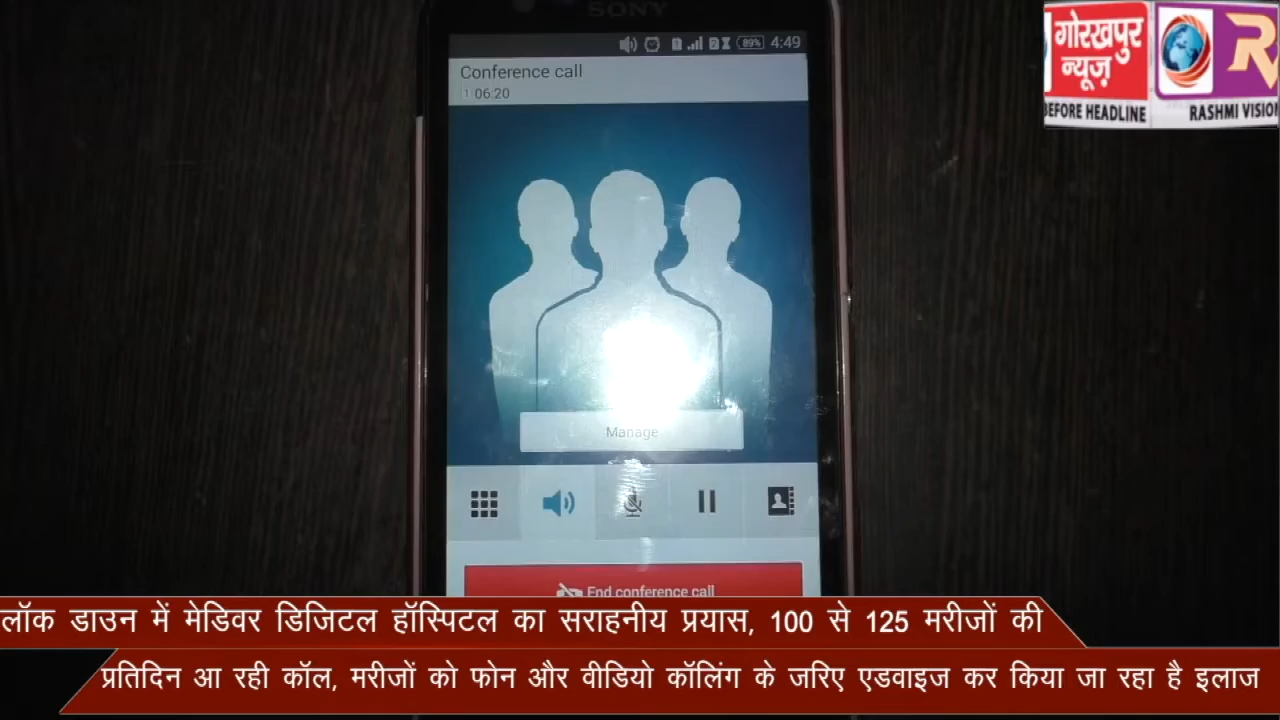 SONY
89% 4:49
Conference call
06:20
गोरखपुर
न्यूज़
BEFORE HEADLINE
R
RASHMI VISION
Manage
End conference call
लॉक डाउन में मेडिवर डिजिटल हॉस्पिटल का सराहनीय प्रयास, 100 से 125 मरीजों की
प्रतिदिन आ रही कॉल, मरीजों को फोन और वीडियो कॉलिंग के जरिए एडवाइज कर किया जा रहा है इलाज